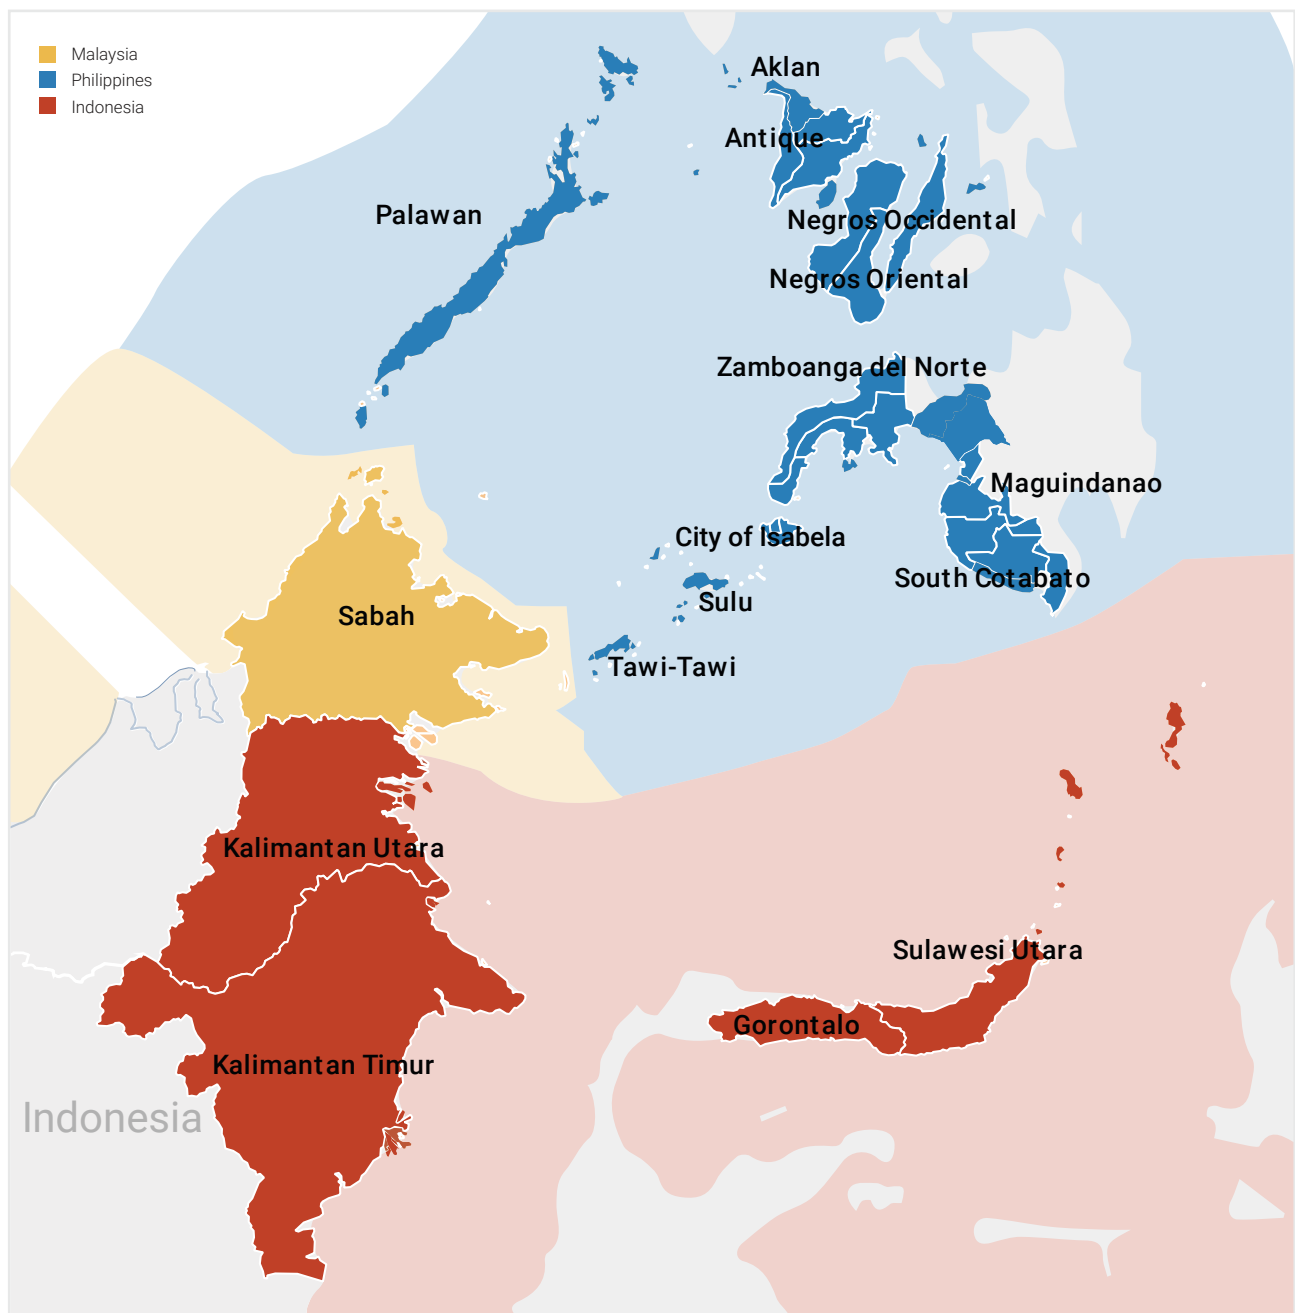 Malaysia
Philippines
Indonesia
Aklan
Antique
Palawan
Negros Occidental
Negros Oriental
Zamboanga del Norte
Maguindanao
City of Isabela
South Cotabato
Sulu
Sabah
Tawi-Tawi
Kalimantan Utara
Sulawesi Utara
Gorontalo
Kalimantan Timur
Indonesia